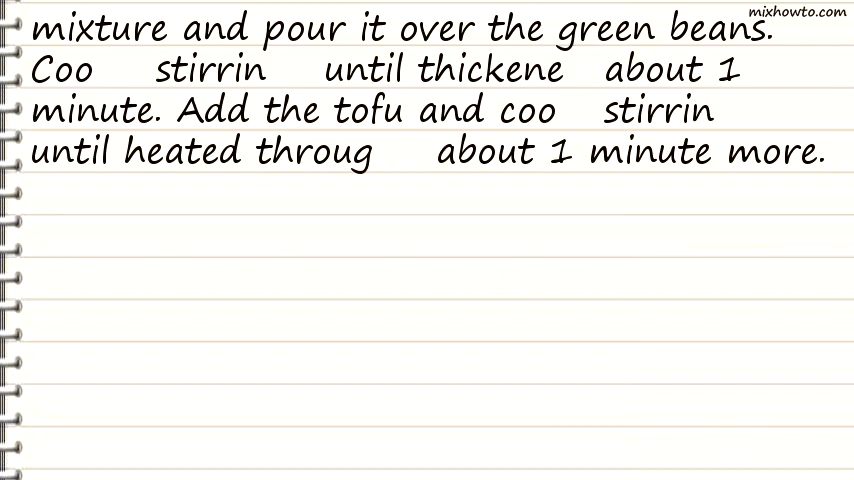 mixhowto.com
mixture and pour it over the green beans.
Coo stirrin until thickene about 1
minute. Add the tofu and coo stirrin
until heated throug about 1 minute more.